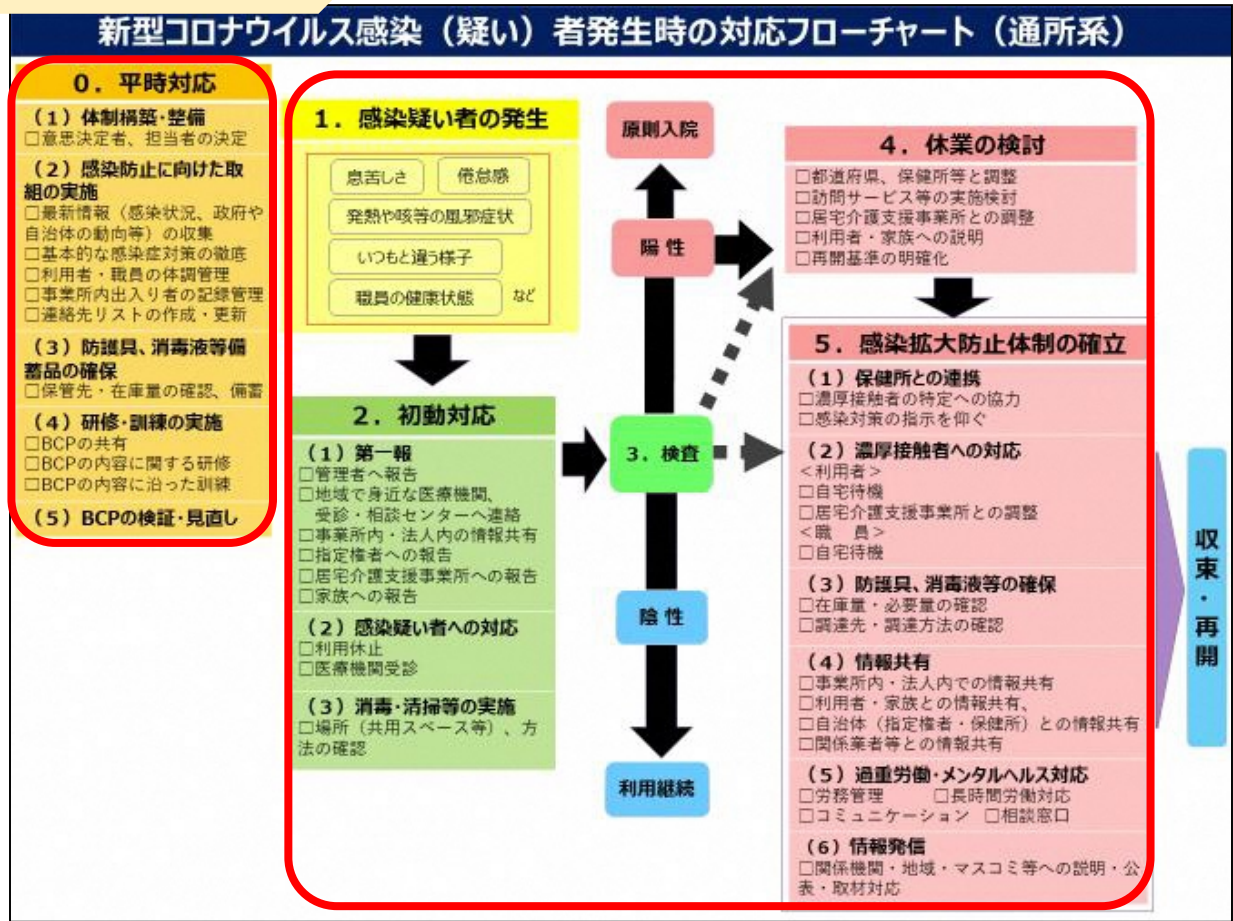 新型コロナウイルス感染（疑い）者発生時の対応フローチャート（通所系）
０．平時対応
（１）体制構築・整備
□意思決定者、担当者の決定
（２）感染防止に向けた取
組の実施
□最新情報（感染状況、政府や
自治体の動向等）の収集
□基本的な感染症対策の徹底
□利用者・職員の体調管理
□事業所内出入り者の記録管理
□連絡先リストの作成・更新
（３）防護具、消毒液等備
蓄品の確保
□保管先・在庫量の確認、備蓄
（４）研修・訓練の実施
□BCPの共有
□BCPの内容に関する研修
□BCPの内容に沿った訓練
（５）BCPの検証・見直し
１．感染疑い者の発生
息苦しさ
倦怠感
発熱や咳等の風邪症状
いつもと違う様子
職員の健康状態
など
２．初動対応
（１）第一報
□管理者へ報告
□地域で身近な医療機関、
受診・相談センターへ連絡
□事業所内・法人内の情報共有
□指定権者への報告
□居宅介護支援事業所への報告
□家族への報告
（２）感染疑い者への対応
□利用休止
□医療機関受診
（３）消毒・清掃等の実施
□場所（共用スペース等）、方
法の確認
原則入院
陽性
３．検査
陰性
利用継続
４．休業の検討
□都道府県、保健所等と調整
□訪問サービス等の実施検討
□居宅介護支援事業所との調整
□利用者・家族への説明
□再開基準の明確化
５．感染拡大防止体制の確立
（１）保健所との連携
□濃厚接触者の特定への協力
□感染対策の指示を仰ぐ
（２）濃厚接触者への対応
＜利用者＞
□自宅待機
□居宅介護支援事業所との調整
＜職　員＞
□自宅待機
（３）防護具、消毒液等の確保
□在庫量・必要量の確認
□調達先・調達方法の確認
（４）情報共有
□事業所内・法人内での情報共有
□利用者・家族との情報共有、
□自治体（指定権者・保健所）との情報共有
□関係業者等との情報共有
（５）過重労働・メンタルヘルス対応
□労務管理　□長時間労働対応
□コミュニケーション　□相談窓口
（６）情報発信
□関係機関・地域・マスコミ等への説明・公
表・取材対応
収束・再開